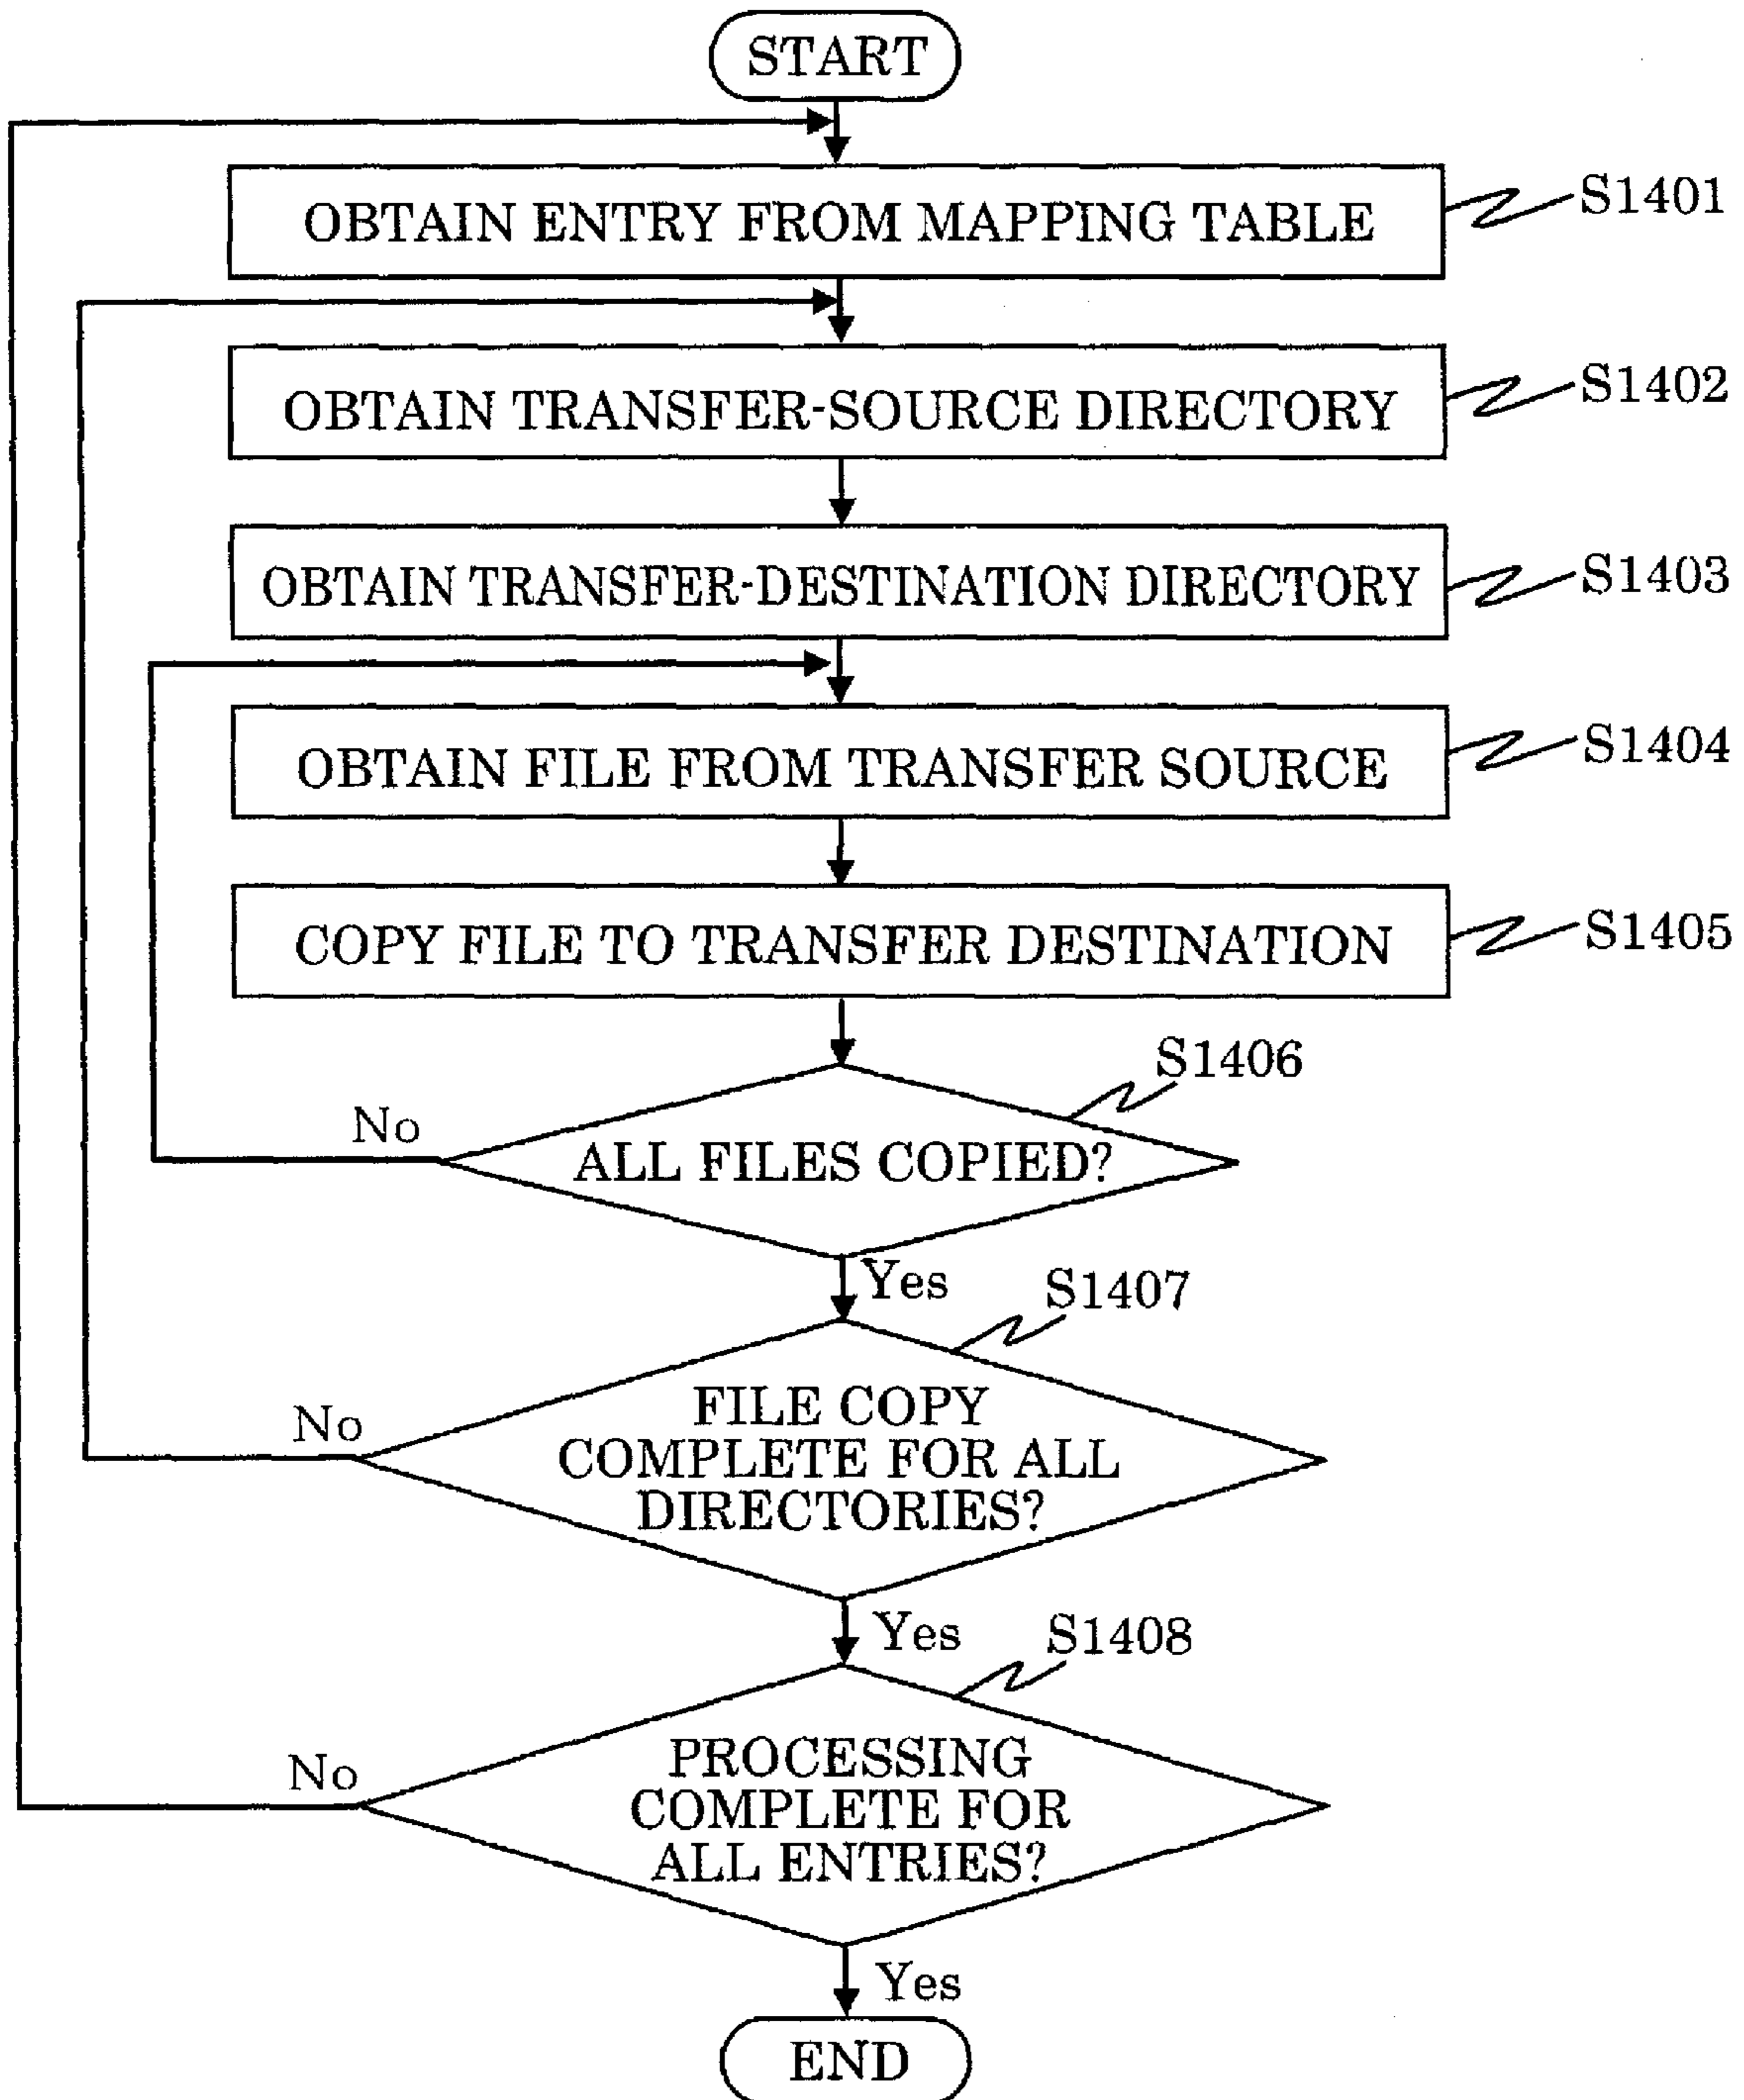 START
OBTAIN ENTRY FROM MAPPING TABLE
S1401
OBTAIN TRANSFER-SOURCE DIRECTORY
S1402
OBTAIN TRANSFER-DESTINATION DIRECTORY
S1403
OBTAIN FILE FROM TRANSFER SOURCE
S1404
COPY FILE TO TRANSFER DESTINATION
S1405
S1406
No
ALL FILES COPIED?
Yes
S1407
No
FILE COPY
COMPLETE FOR ALL
DIRECTORIES?
Yes
S1408
No
PROCESSING
COMPLETE FOR
ALL ENTRIES?
Yes
END